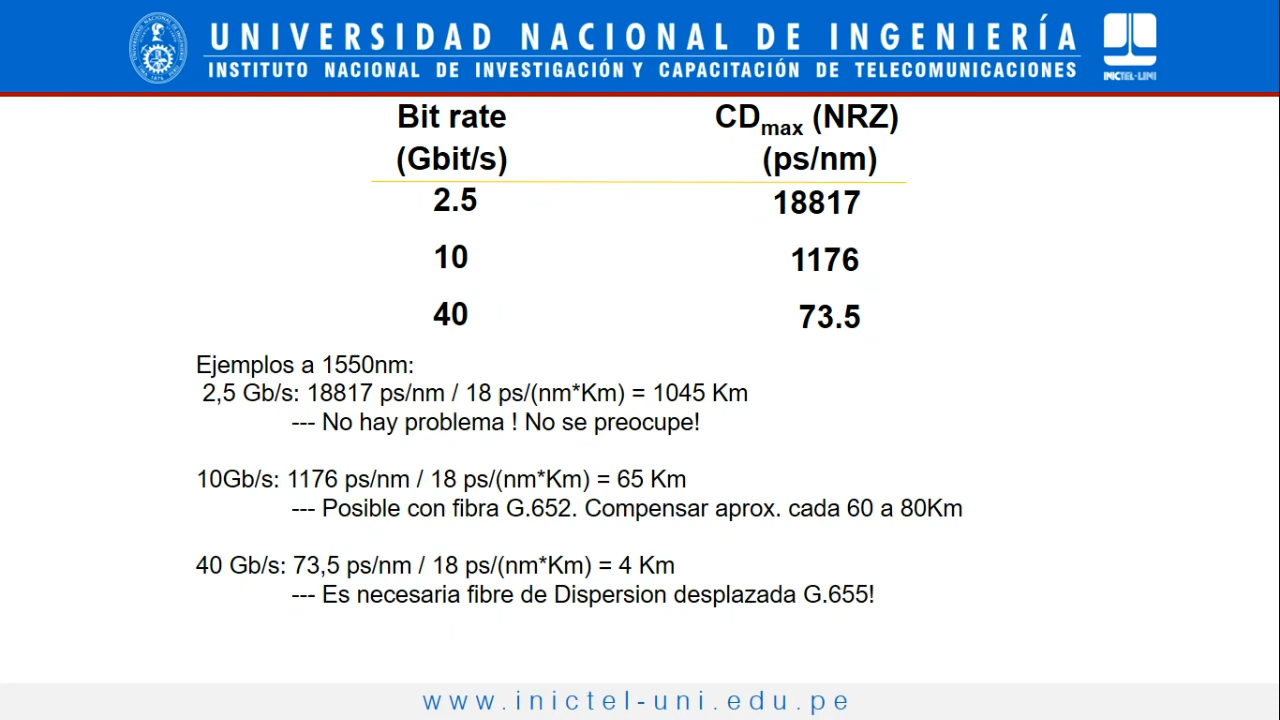 UNIVERSIDAD NACIONAL DE INGENIERÍA
INSTITUTO NACIONAL DE INVESTIGACIÓN Y CAPACITACIÓN DE TELECOMUNICACIONES
INICTEL-UNI
Bit rate CDmax (NRZ)
(Gbit/s) (ps/nm)
2.5 18817
10 1176
40 73.5
Ejemplos a 1550nm:
2,5 Gb/s: 18817 ps/nm / 18 ps/(nm*Km) = 1045 Km
--- No hay problema ! No se preocupe!
10Gb/s: 1176 ps/nm / 18 ps/(nm*Km) = 65 Km
--- Posible con fibra G.652. Compensar aprox. cada 60 a 80Km
40 Gb/s: 73,5 ps/nm / 18 ps/(nm*Km) = 4 Km
--- Es necesaria fibre de Dispersion desplazada G.655!
www.inictel-uni.edu.pe